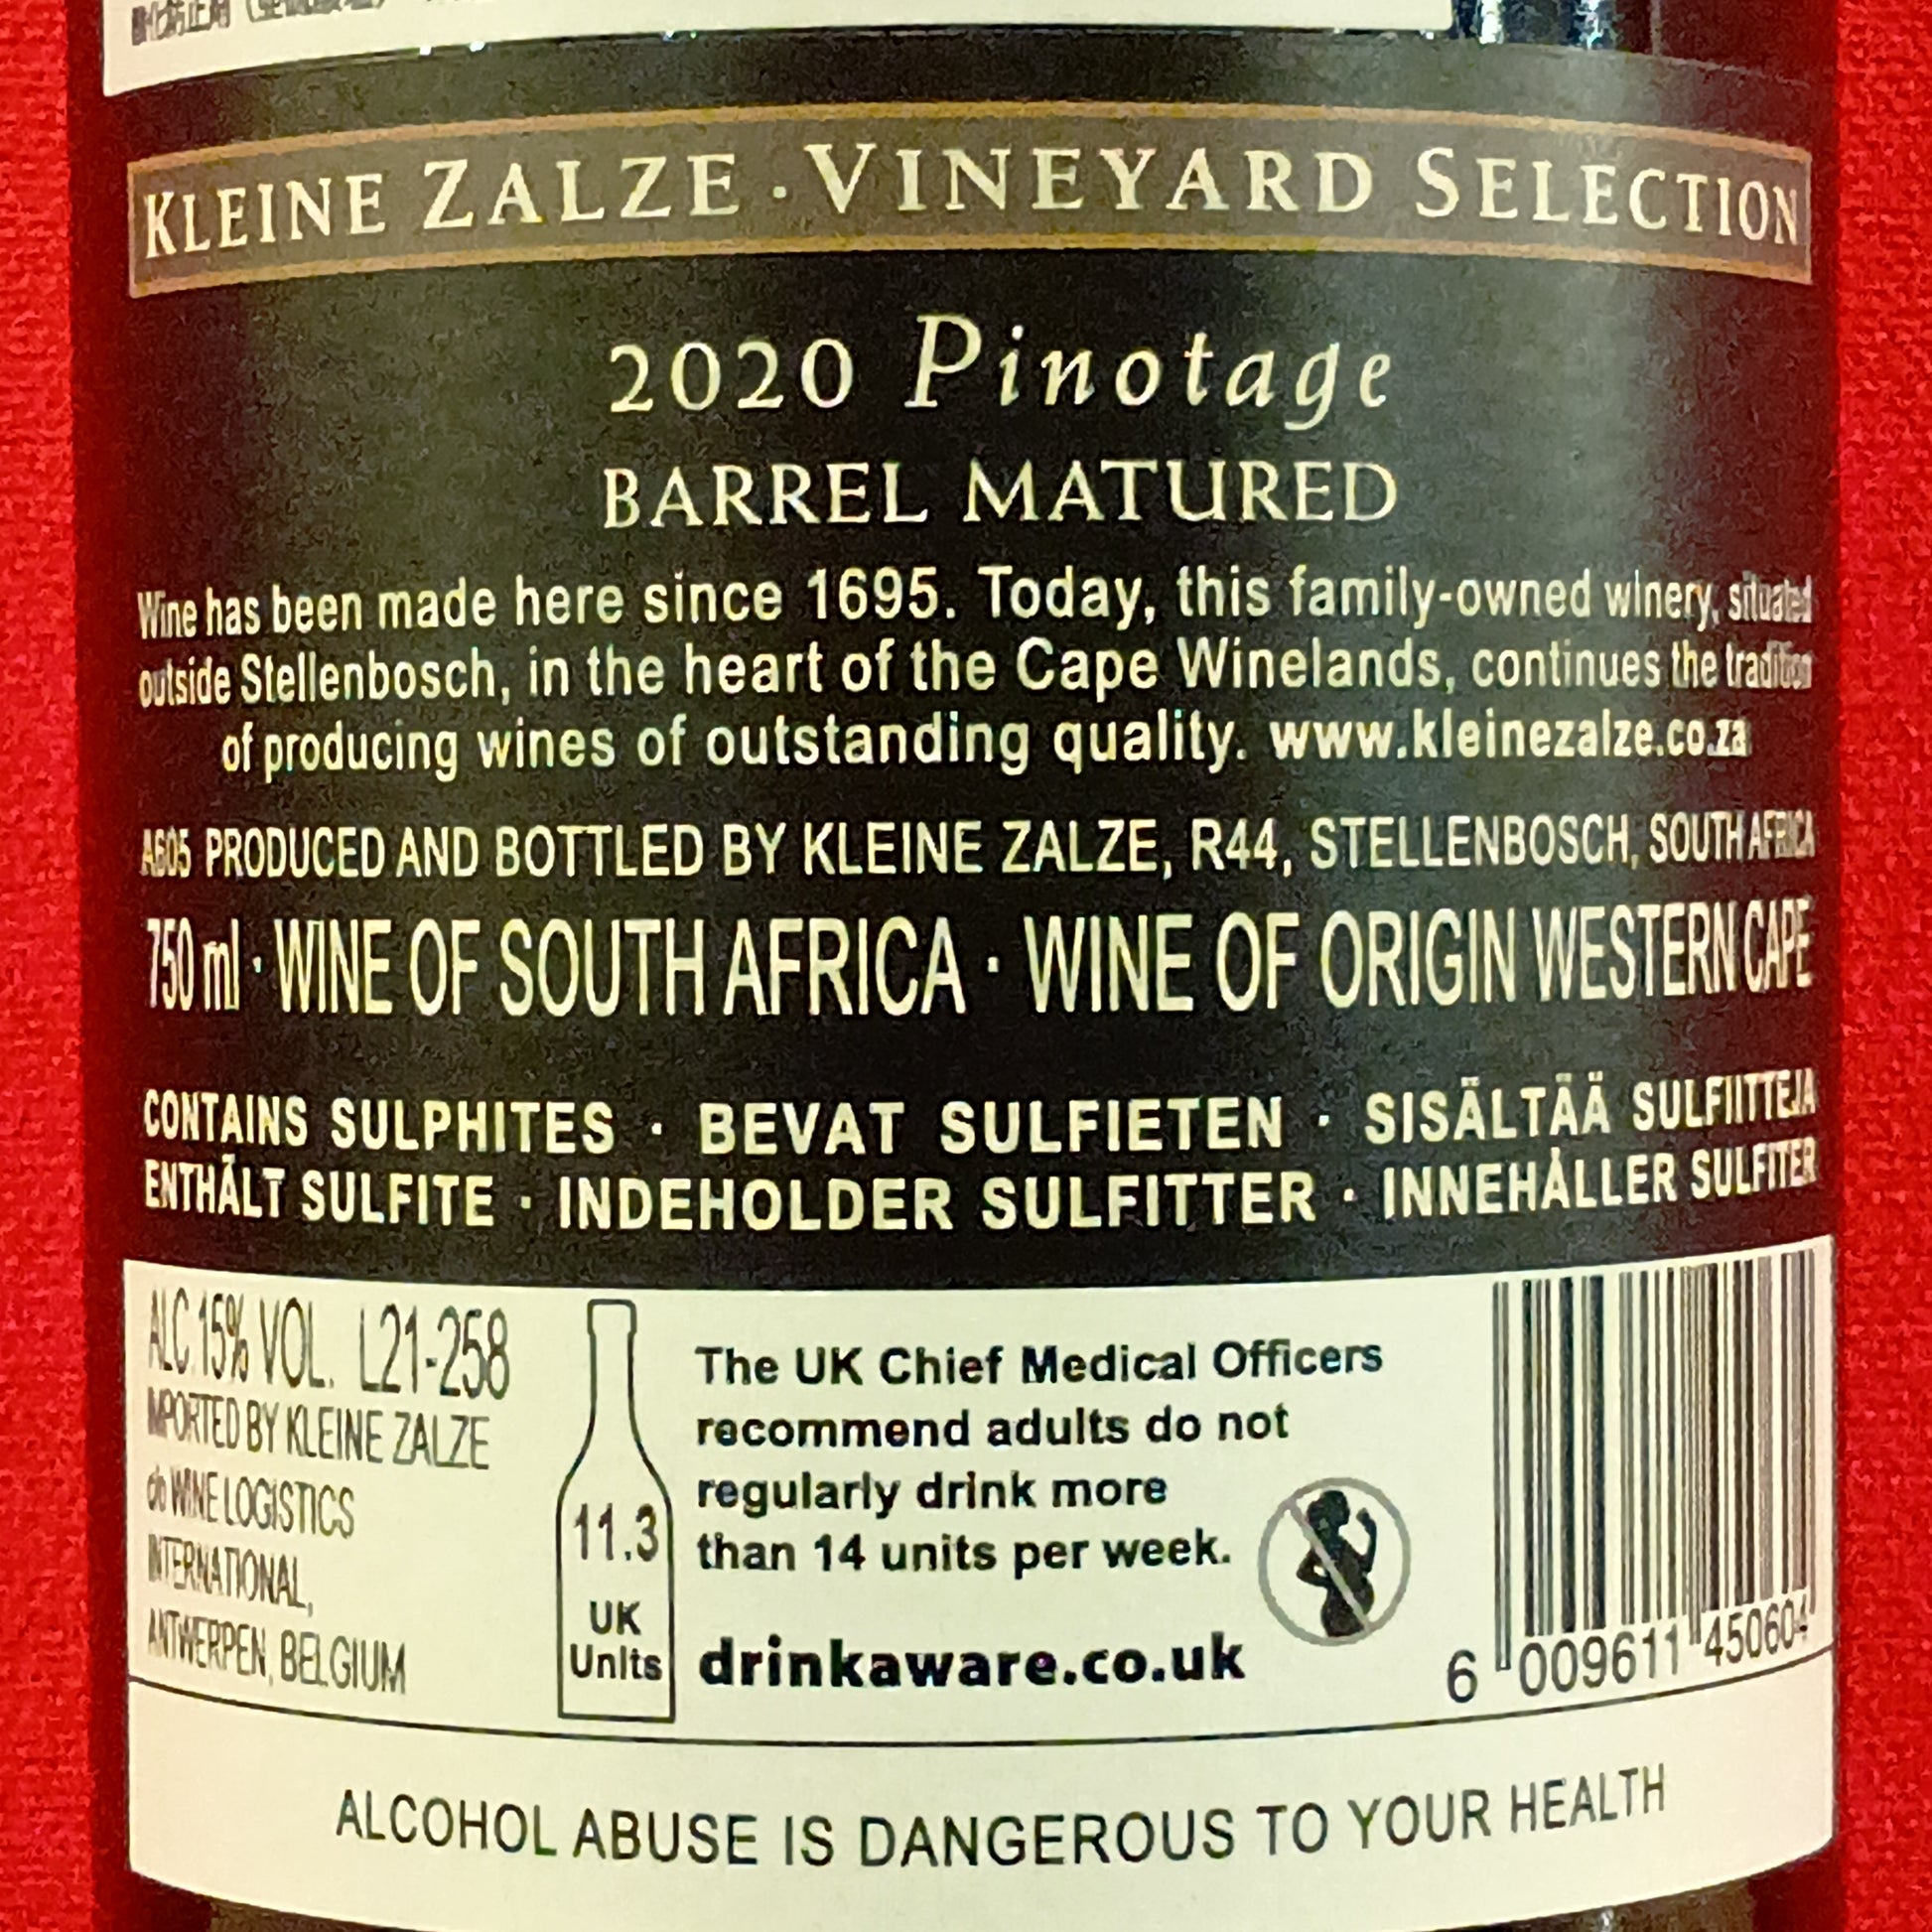 KLEINE ZALZE · VINEYARD SELECTION
2020 Pinotage
BARREL MATURED
Wine has been made here since 1695. Today, this family-owned winery, situated
outside Stellenbosch, in the heart of the Cape Winelands, continues the tradition
of producing wines of outstanding quality. www.kleinezalze.co.za
A605 PRODUCED AND BOTTLED BY KLEINE ZALZE, R44, STELLENBOSCH, SOUTH AFRICA
750 ml · WINE OF SOUTH AFRICA · WINE OF ORIGIN WESTERN CAPE
CONTAINS SULPHITES · BEVAT SULFIETEN · SISÄLTÄÄ SULFIITTEJA
ENTHÄLT SULFITE · INDEHOLDER SULFITTER · INNEHÅLLER SULFITER
ALC 15% VOL. L21-258
IMPORTED BY KLEINE ZALZE
c/o WINE LOGISTICS
INTERNATIONAL,
ANTWERPEN, BELGIUM
11.3
UK
Units
The UK Chief Medical Officers
recommend adults do not
regularly drink more
than 14 units per week.
drinkaware.co.uk
6 009611 450604
ALCOHOL ABUSE IS DANGEROUS TO YOUR HEALTH